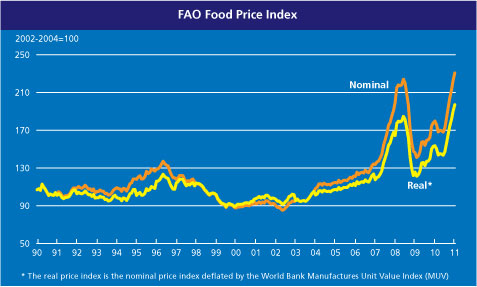 FAO Food Price Index
2002-2004=100
250
210
170
130
90
50
Nominal
Real*
90 91 92 93 94 95 96 97 98 99 00 01 02 03 04 05 06 07 08 09 10 11
* The real price index is the nominal price index deflated by the World Bank Manufactures Unit Value Index (MUV)